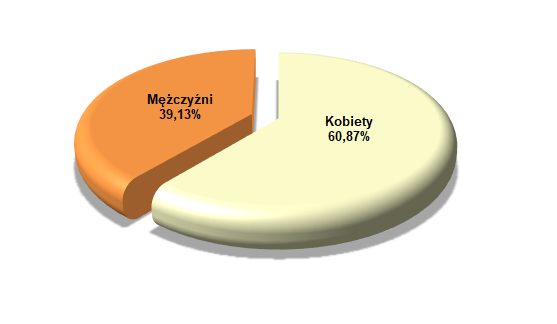 Mężczyźni
39,13%
Kobiety
60,87%